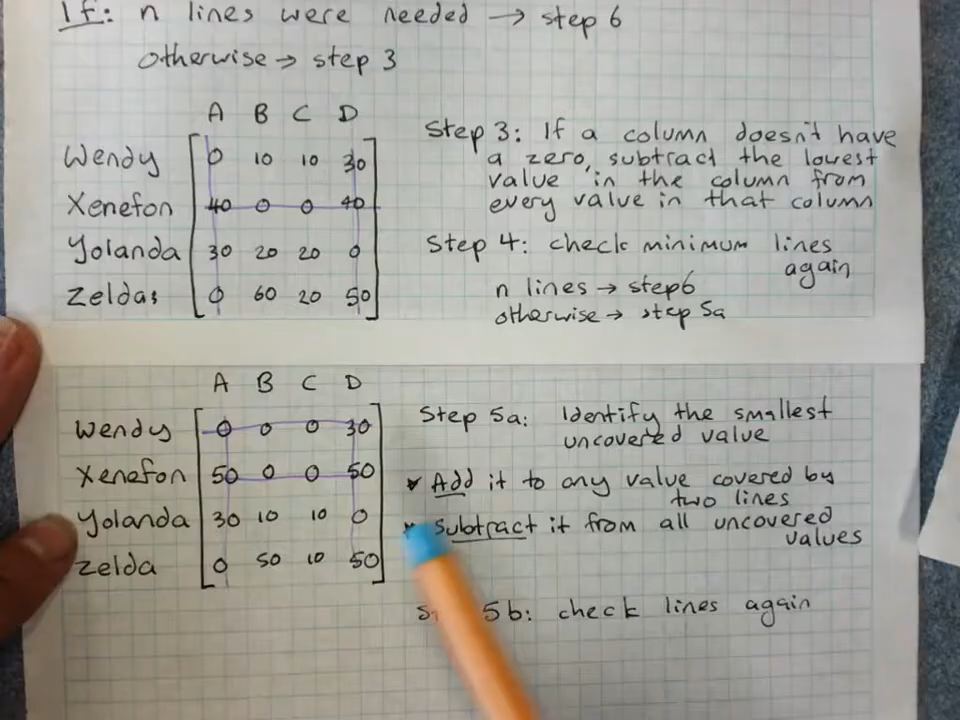 If: n lines were needed → step 6
otherwise → step 3
A B C D
Wendy 0 10 10 30
Xenefon 40 0 0 40
Yolanda 30 20 20 0
Zeldas 0 60 20 50
Step 3: If a column doesn't have
a zero, subtract the lowest
value in the column from
every value in that column
Step 4: check minimum lines
again
n lines → step 6
otherwise → step 5a
A B C D
Wendy 0 0 0 30
Xenefon 50 0 0 50
Yolanda 30 10 10 0
Zelda 0 50 10 50
Step 5a: Identify the smallest
uncovered value
Add it to any value covered by
two lines
Subtract it from all uncovered
values
5b: check lines again